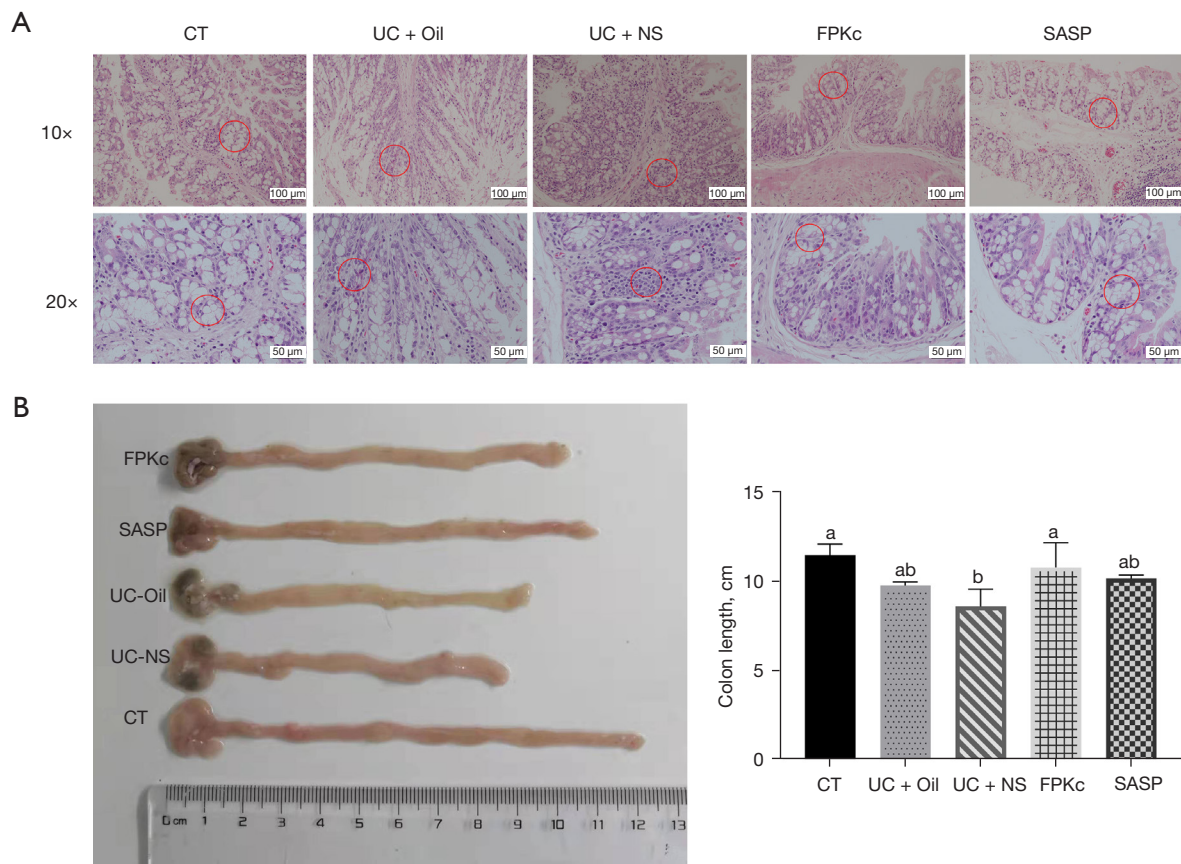 A
CT UC + Oil UC + NS FPKc SASP
10×
100 µm 100 µm 100 µm 100 µm 100 µm
20×
50 µm 50 µm 50 µm 50 µm 50 µm
B
FPKc
SASP
UC-Oil
UC-NS
CT
0 cm 1 2 3 4 5 6 7 8 9 10 11 12 13
Colon length, cm
15
10
5
0
a ab b a ab
CT UC + Oil UC + NS FPKc SASP